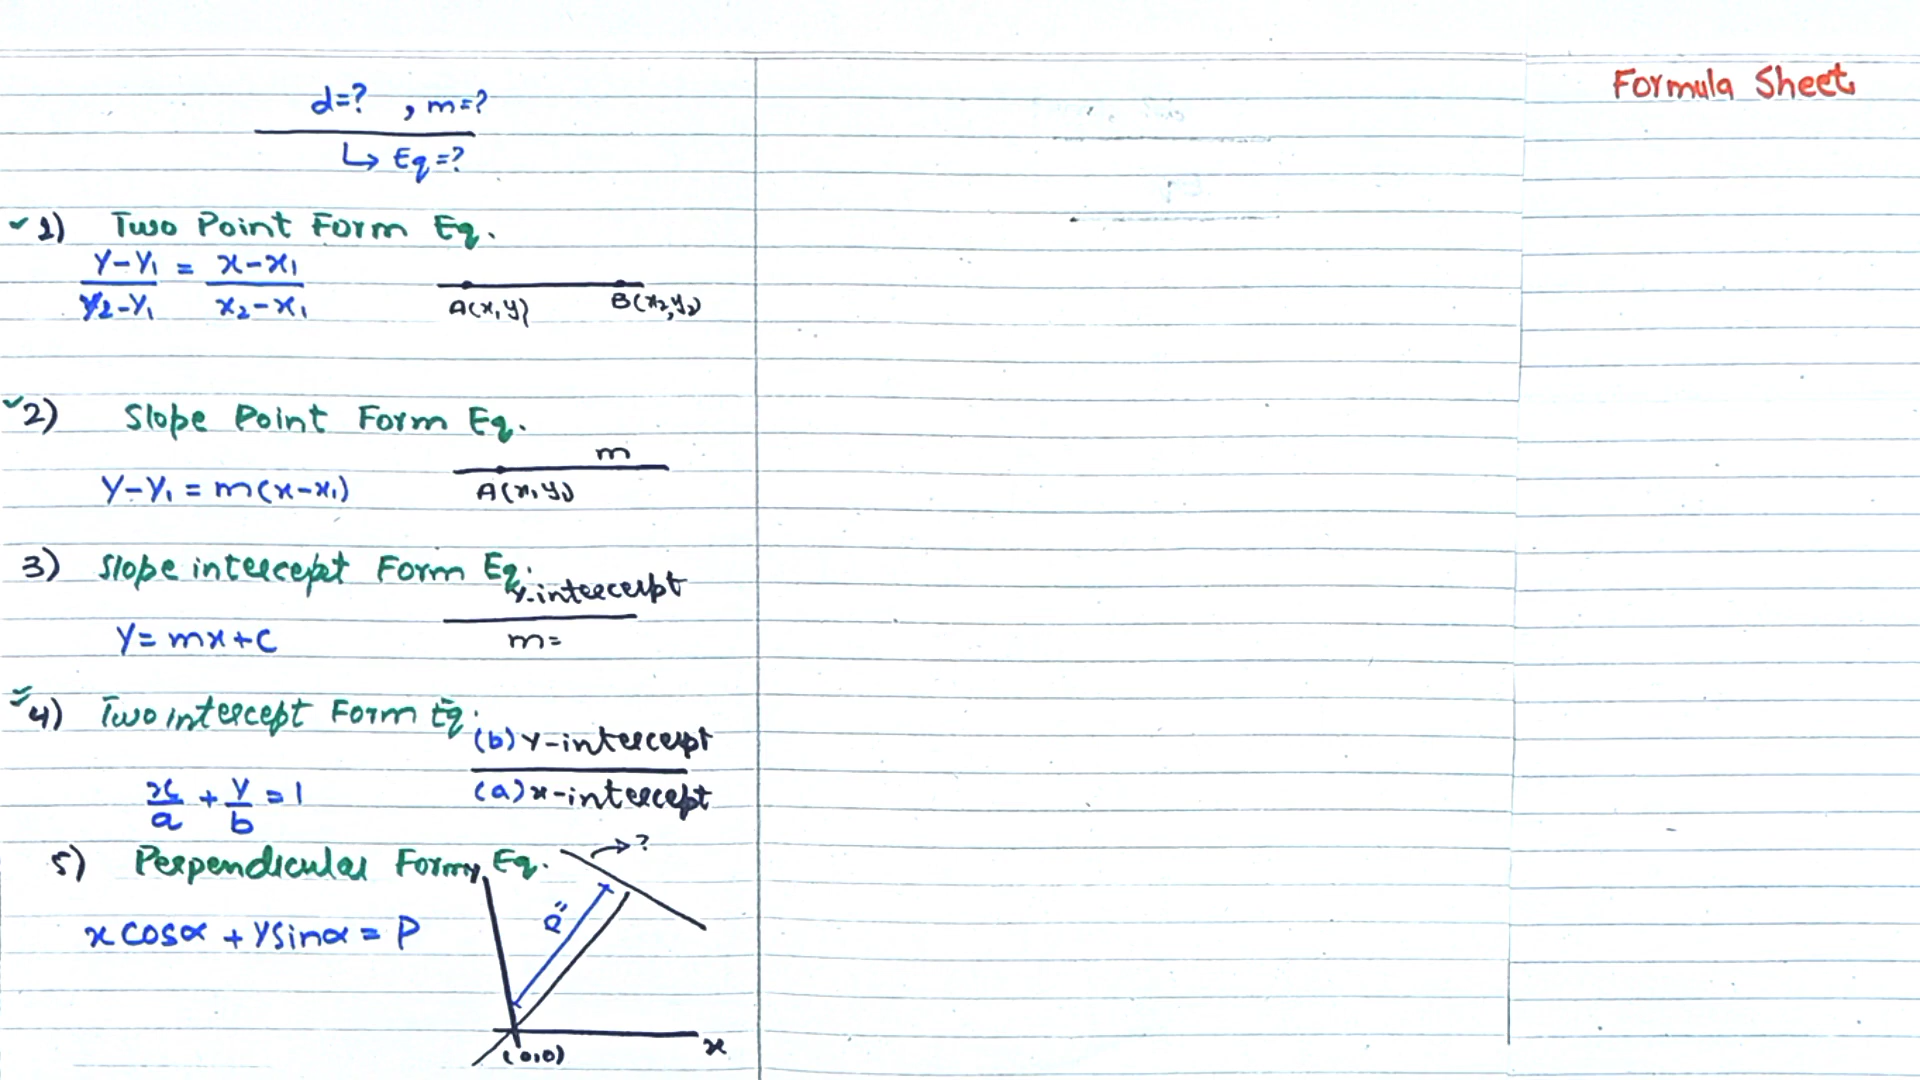 Formula Sheet
d=? , m=?
↳ Eq=?
1) Two Point Form Eq.
Y-Y₁ = x-x₁
Y₂-Y₁ x₂-x₁
A(x,y) B(x₂,y₂)
2) Slope Point Form Eq.
m
Y-Y₁ = m(x-x₁)
A(x₁y₁)
3) Slope intercept Form Eq.
y-intercept
Y= mx+c
m=
4) Two intercept Form Eq.
(b) Y-intercept
(a) x-intercept
x/a + y/b = 1
5) Perpendicular Form Eq.
→?
y
x cosα + Y sinα = P
"P"
(0,0) x